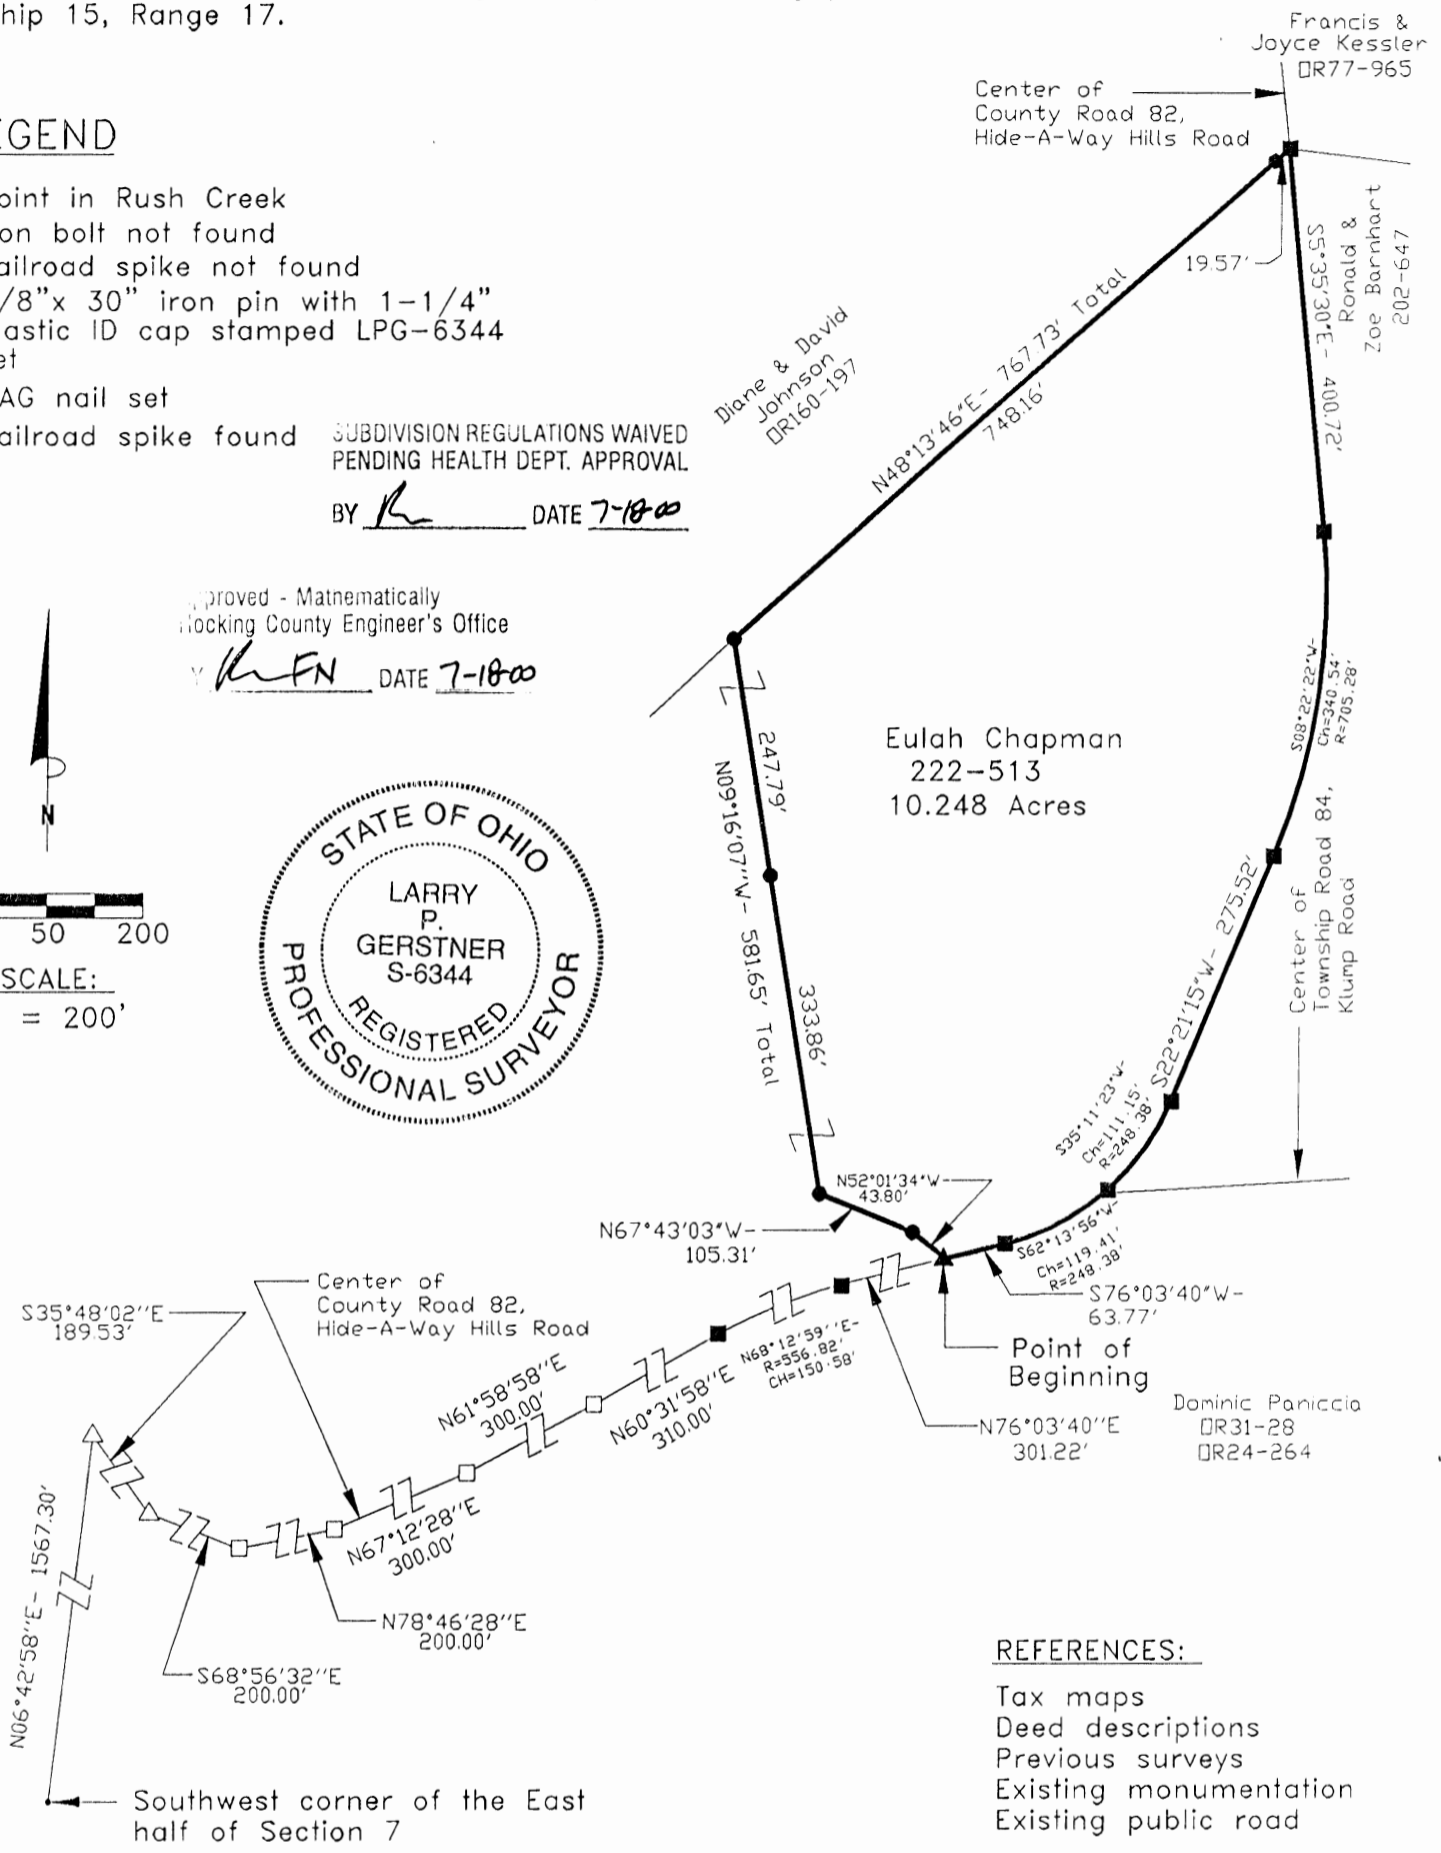 hip 15, Range 17.
Francis &
Joyce Kessler
OR77-965
Center of
County Road 82,
Hide-A-Way Hills Road
EGEND
oint in Rush Creek
on bolt not found
ailroad spike not found
/8"x 30" iron pin with 1-1/4"
astic ID cap stamped LPG-6344
et
AG nail set
ailroad spike found
SUBDIVISION REGULATIONS WAIVED
PENDING HEALTH DEPT. APPROVAL
BY DATE 7-18-00
proved - Mathematically
Hocking County Engineer's Office
Y DATE 7-18-00
19.57'
S5°35'30"E- 400.72'
Ronald &
Zoe Barnhart
202-647
Diane & David
Johnson
OR160-197
N48°13'46"E- 767.73' Total
748.16'
N
50 200
SCALE:
= 200'
STATE OF OHIO
LARRY
P.
GERSTNER
S-6344
REGISTERED
PROFESSIONAL SURVEYOR
247.79'
N09°16'07"W- 581.65' Total
333.86'
Eulah Chapman
222-513
10.248 Acres
S08°22'22"W-
Ch=340.54'
R=705.28'
S22°21'15"W- 275.52'
Center of
Township Road 84,
Klump Road
S35°11'23"W-
Ch=111.15'
R=248.38'
N52°01'34"W-
43.80'
N67°43'03"W-
105.31'
S62°13'56"W-
Ch=119.41'
R=248.38'
S76°03'40"W-
63.77'
Point of
Beginning
Center of
County Road 82,
Hide-A-Way Hills Road
S35°48'02"E
189.53'
N61°58'58"E
300.00'
N60°31'58"E
310.00'
N68°12'59"E-
R=556.82'
CH=150.58'
N76°03'40"E
301.22'
Dominic Paniccia
OR31-28
OR24-264
N67°12'28"E
300.00'
N78°46'28"E
200.00'
S68°56'32"E
200.00'
N06°42'58"E- 1567.30'
Southwest corner of the East
half of Section 7
REFERENCES:
Tax maps
Deed descriptions
Previous surveys
Existing monumentation
Existing public road